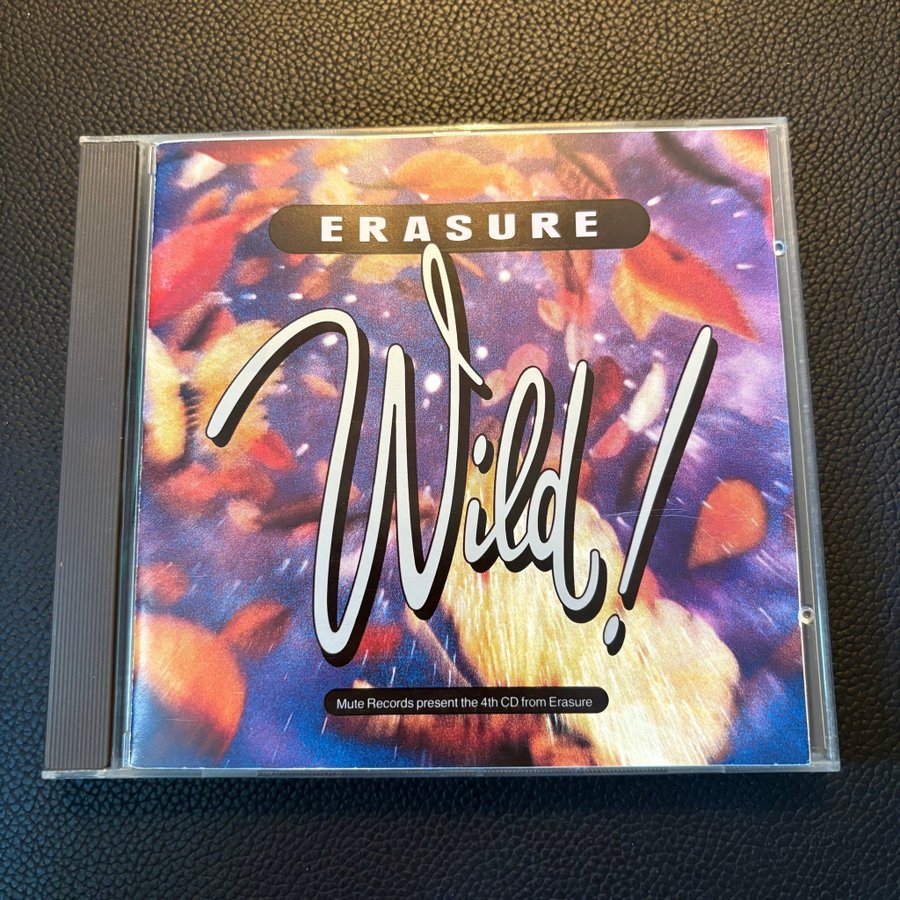 ERASURE
Wild!
Mute Records present the 4th CD from Erasure